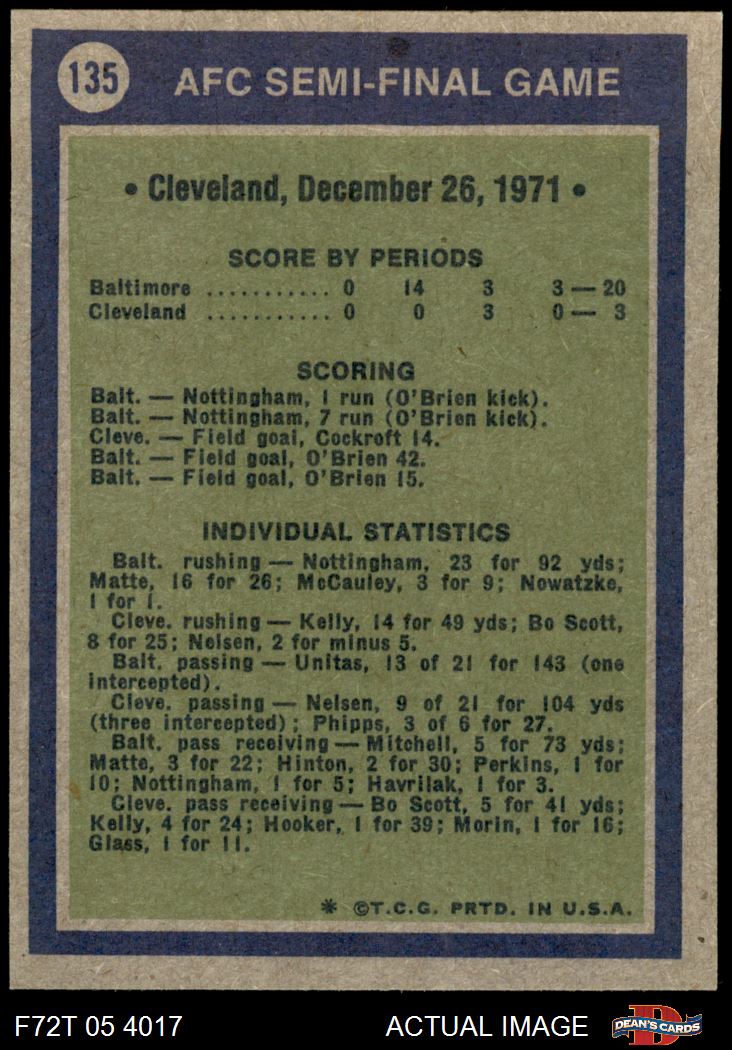 135 AFC SEMI-FINAL GAME
• Cleveland, December 26, 1971 •
SCORE BY PERIODS
Baltimore ........... 0 14 3 3 — 20
Cleveland ........... 0 0 3 0 — 3
SCORING
Balt. — Nottingham, 1 run (O'Brien kick).
Balt. — Nottingham, 7 run (O'Brien kick).
Cleve. — Field goal, Cockroft 14.
Balt. — Field goal, O'Brien 42.
Balt. — Field goal, O'Brien 15.
INDIVIDUAL STATISTICS
Balt. rushing — Nottingham, 23 for 92 yds;
Matte, 16 for 26; McCauley, 3 for 9; Nowatzke,
1 for 1.
Cleve. rushing — Kelly, 14 for 49 yds; Bo Scott,
8 for 25; Nelsen, 2 for minus 5.
Balt. passing — Unitas, 13 of 21 for 143 (one
intercepted).
Cleve. passing — Nelsen, 9 of 21 for 104 yds
(three intercepted); Phipps, 3 of 6 for 27.
Balt. pass receiving — Mitchell, 5 for 73 yds;
Matte, 3 for 22; Hinton, 2 for 30; Perkins, 1 for
10; Nottingham, 1 for 5; Havrilak, 1 for 3.
Cleve. pass receiving — Bo Scott, 5 for 41 yds;
Kelly, 4 for 24; Hooker, 1 for 39; Morin, 1 for 16;
Glass, 1 for 11.
* ©T.C.G. PRTD. IN U.S.A.
F72T 05 4017 ACTUAL IMAGE D DEAN'S CARDS